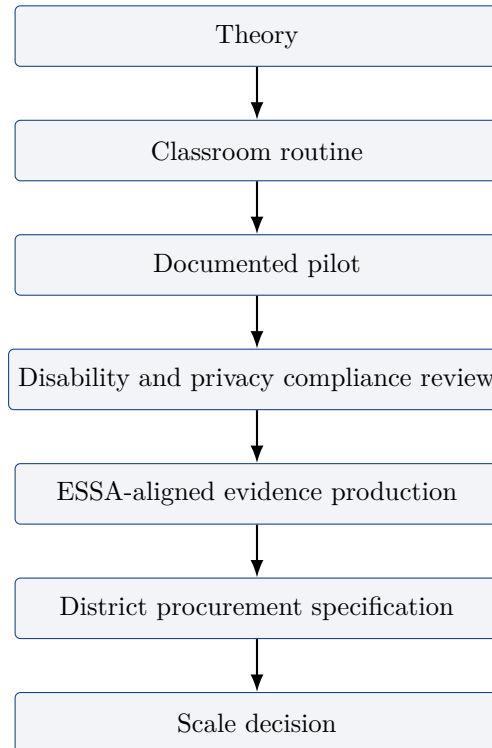 Theory
Classroom routine
Documented pilot
Disability and privacy compliance review
ESSA-aligned evidence production
District procurement specification
Scale decision